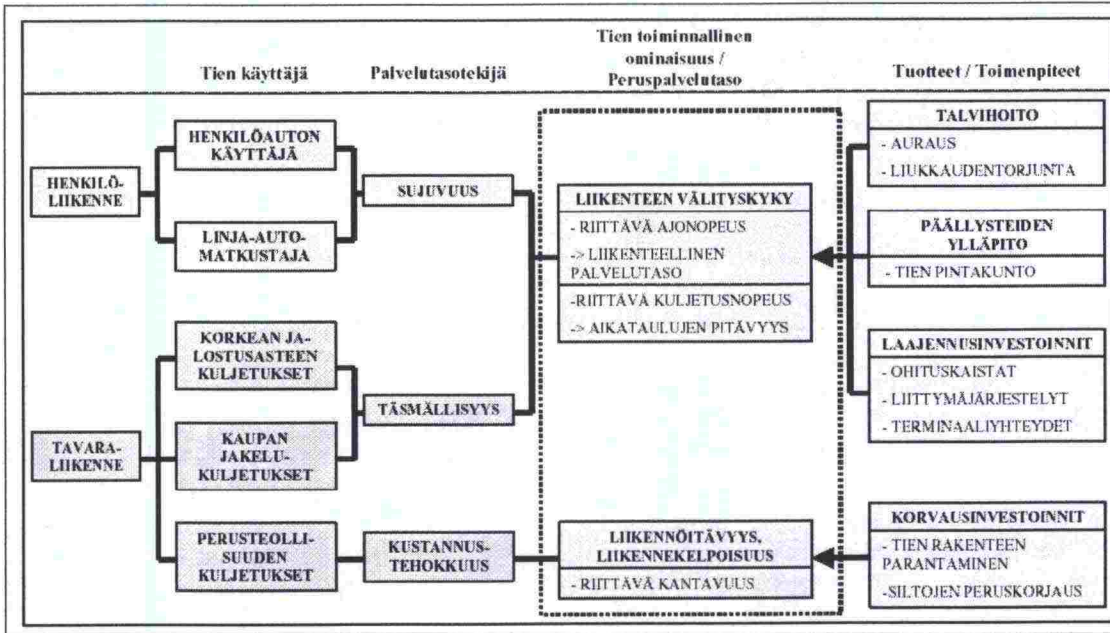 Tien käyttäjä
Palvelutasotekijä
Tien toiminnallinen
ominaisuus /
Peruspalvelutaso
Tuotteet / Toimenpiteet
HENKILÖ-
LIIKENNE
HENKILÖAUTON
KÄYTTÄJÄ
LINJA-AUTO-
MATKUSTAJA
SUJUVUUS
TAVARA-
LIIKENNE
KORKEAN JA-
LOSTUSASTEEN
KULJETUKSET
KAUPAN
JAKELU-
KULJETUKSET
PERUSTEOLLI-
SUUDEN
KULJETUKSET
TÄSMÄLLISYYS
KUSTANNUS-
TEHOKKUUS
LIIKENTEEN VÄLITYSKYKY
- RIITTÄVÄ AJONOPEUS
-> LIIKENTEELLINEN
PALVELUTASO
-RIITTÄVÄ KULJETUSNOPEUS
-> AIKATAULUJEN PITÄVYYS
LIIKENNÖITÄVYYS,
LIIKENNEKELPOISUUS
- RIITTÄVÄ KANTAVUUS
TALVIHOITO
- AURAUS
- LIUKKAUDENTORJUNTA
PÄÄLLYSTEIDEN
YLLÄPITO
- TIEN PINTAKUNTO
LAAJENNUSINVESTOINNIT
- OHITUSKAISTAT
- LIITTYMÄJÄRJESTELYT
- TERMINAALIYHTEYDET
KORVAUSINVESTOINNIT
- TIEN RAKENTEEN
PARANTAMINEN
-SILTOJEN PERUSKORJAUS